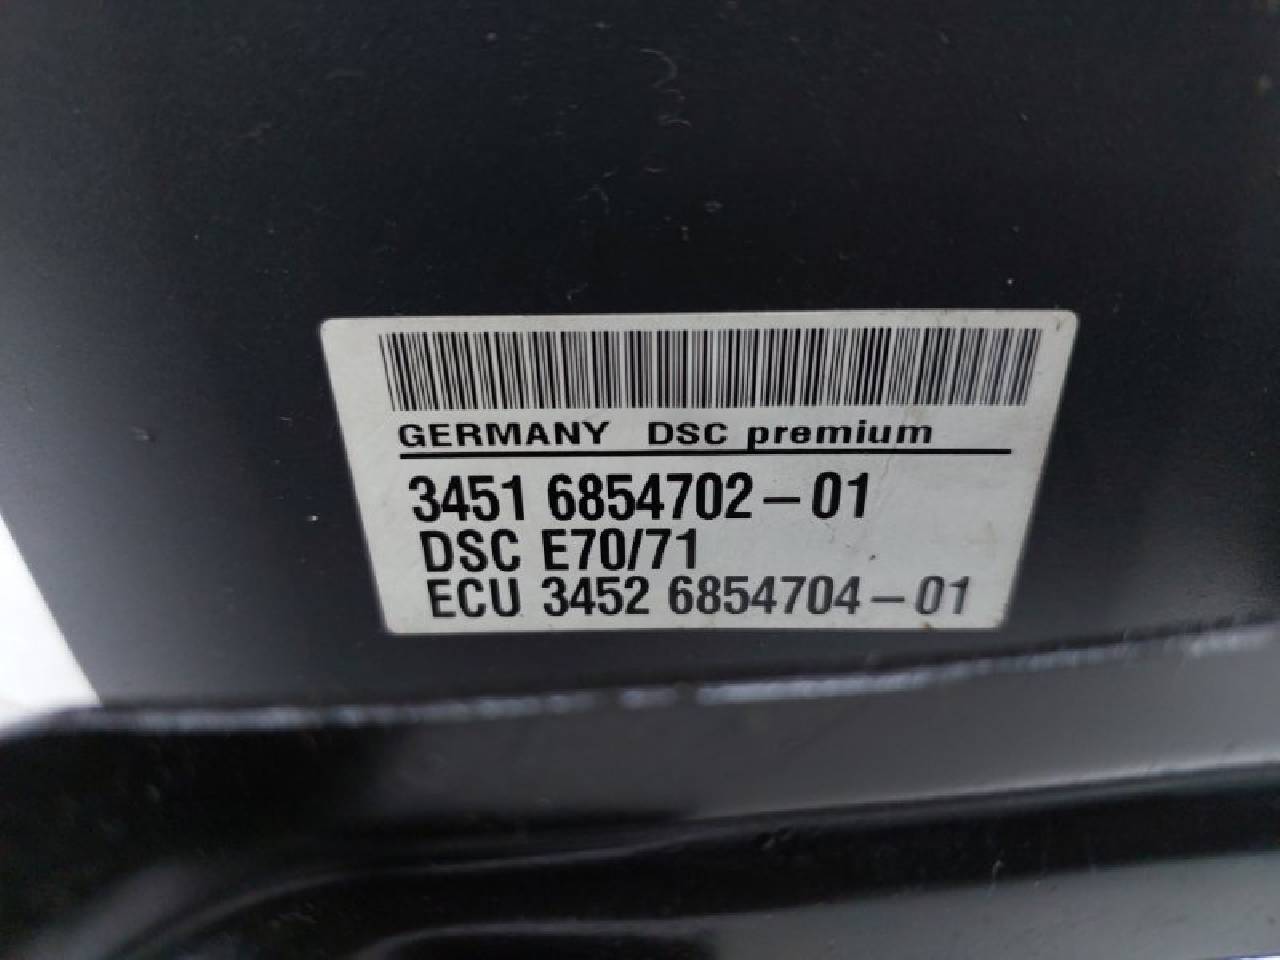 GERMANY DSC premium
3451 6854702-01
DSC E70/71
ECU 3452 6854704-01